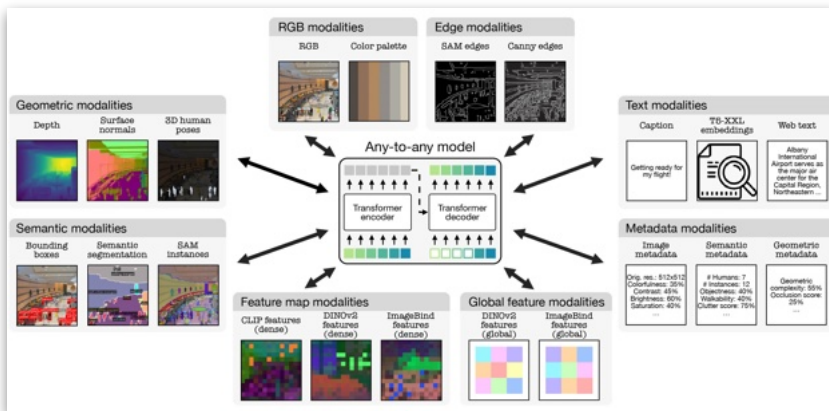 RGB modalities
RGB
Color palette
Edge modalities
SAM edges
Canny edges
Geometric modalities
Depth
Surface
normals
3D human
poses
Any-to-any model
Transformer
encoder
Transformer
decoder
Text modalities
Caption
T5-XXL
embeddings
Web text
Getting ready for
my flight!
Albany
International
Airport serves as
the major air
center for the
Capital Region,
Northeastern ...
Semantic modalities
Bounding
boxes
Semantic
segmentation
SAM
instances
Metadata modalities
Image
metadata
Semantic
metadata
Geometric
metadata
Orig. res.: 512x512
Colorfulness: 35%
Contrast: 45%
Brightness: 60%
Saturation: 40%
...
# Humans: 7
# Instances: 12
Objectness: 40%
Walkability: 40%
Clutter score: 75%
...
Geometric
complexity: 55%
Occlusion score:
25%
...
Feature map modalities
CLIP features
(dense)
DINOv2
features
(dense)
ImageBind
features
(dense)
Global feature modalities
DINOv2
features
(global)
ImageBind
features
(global)